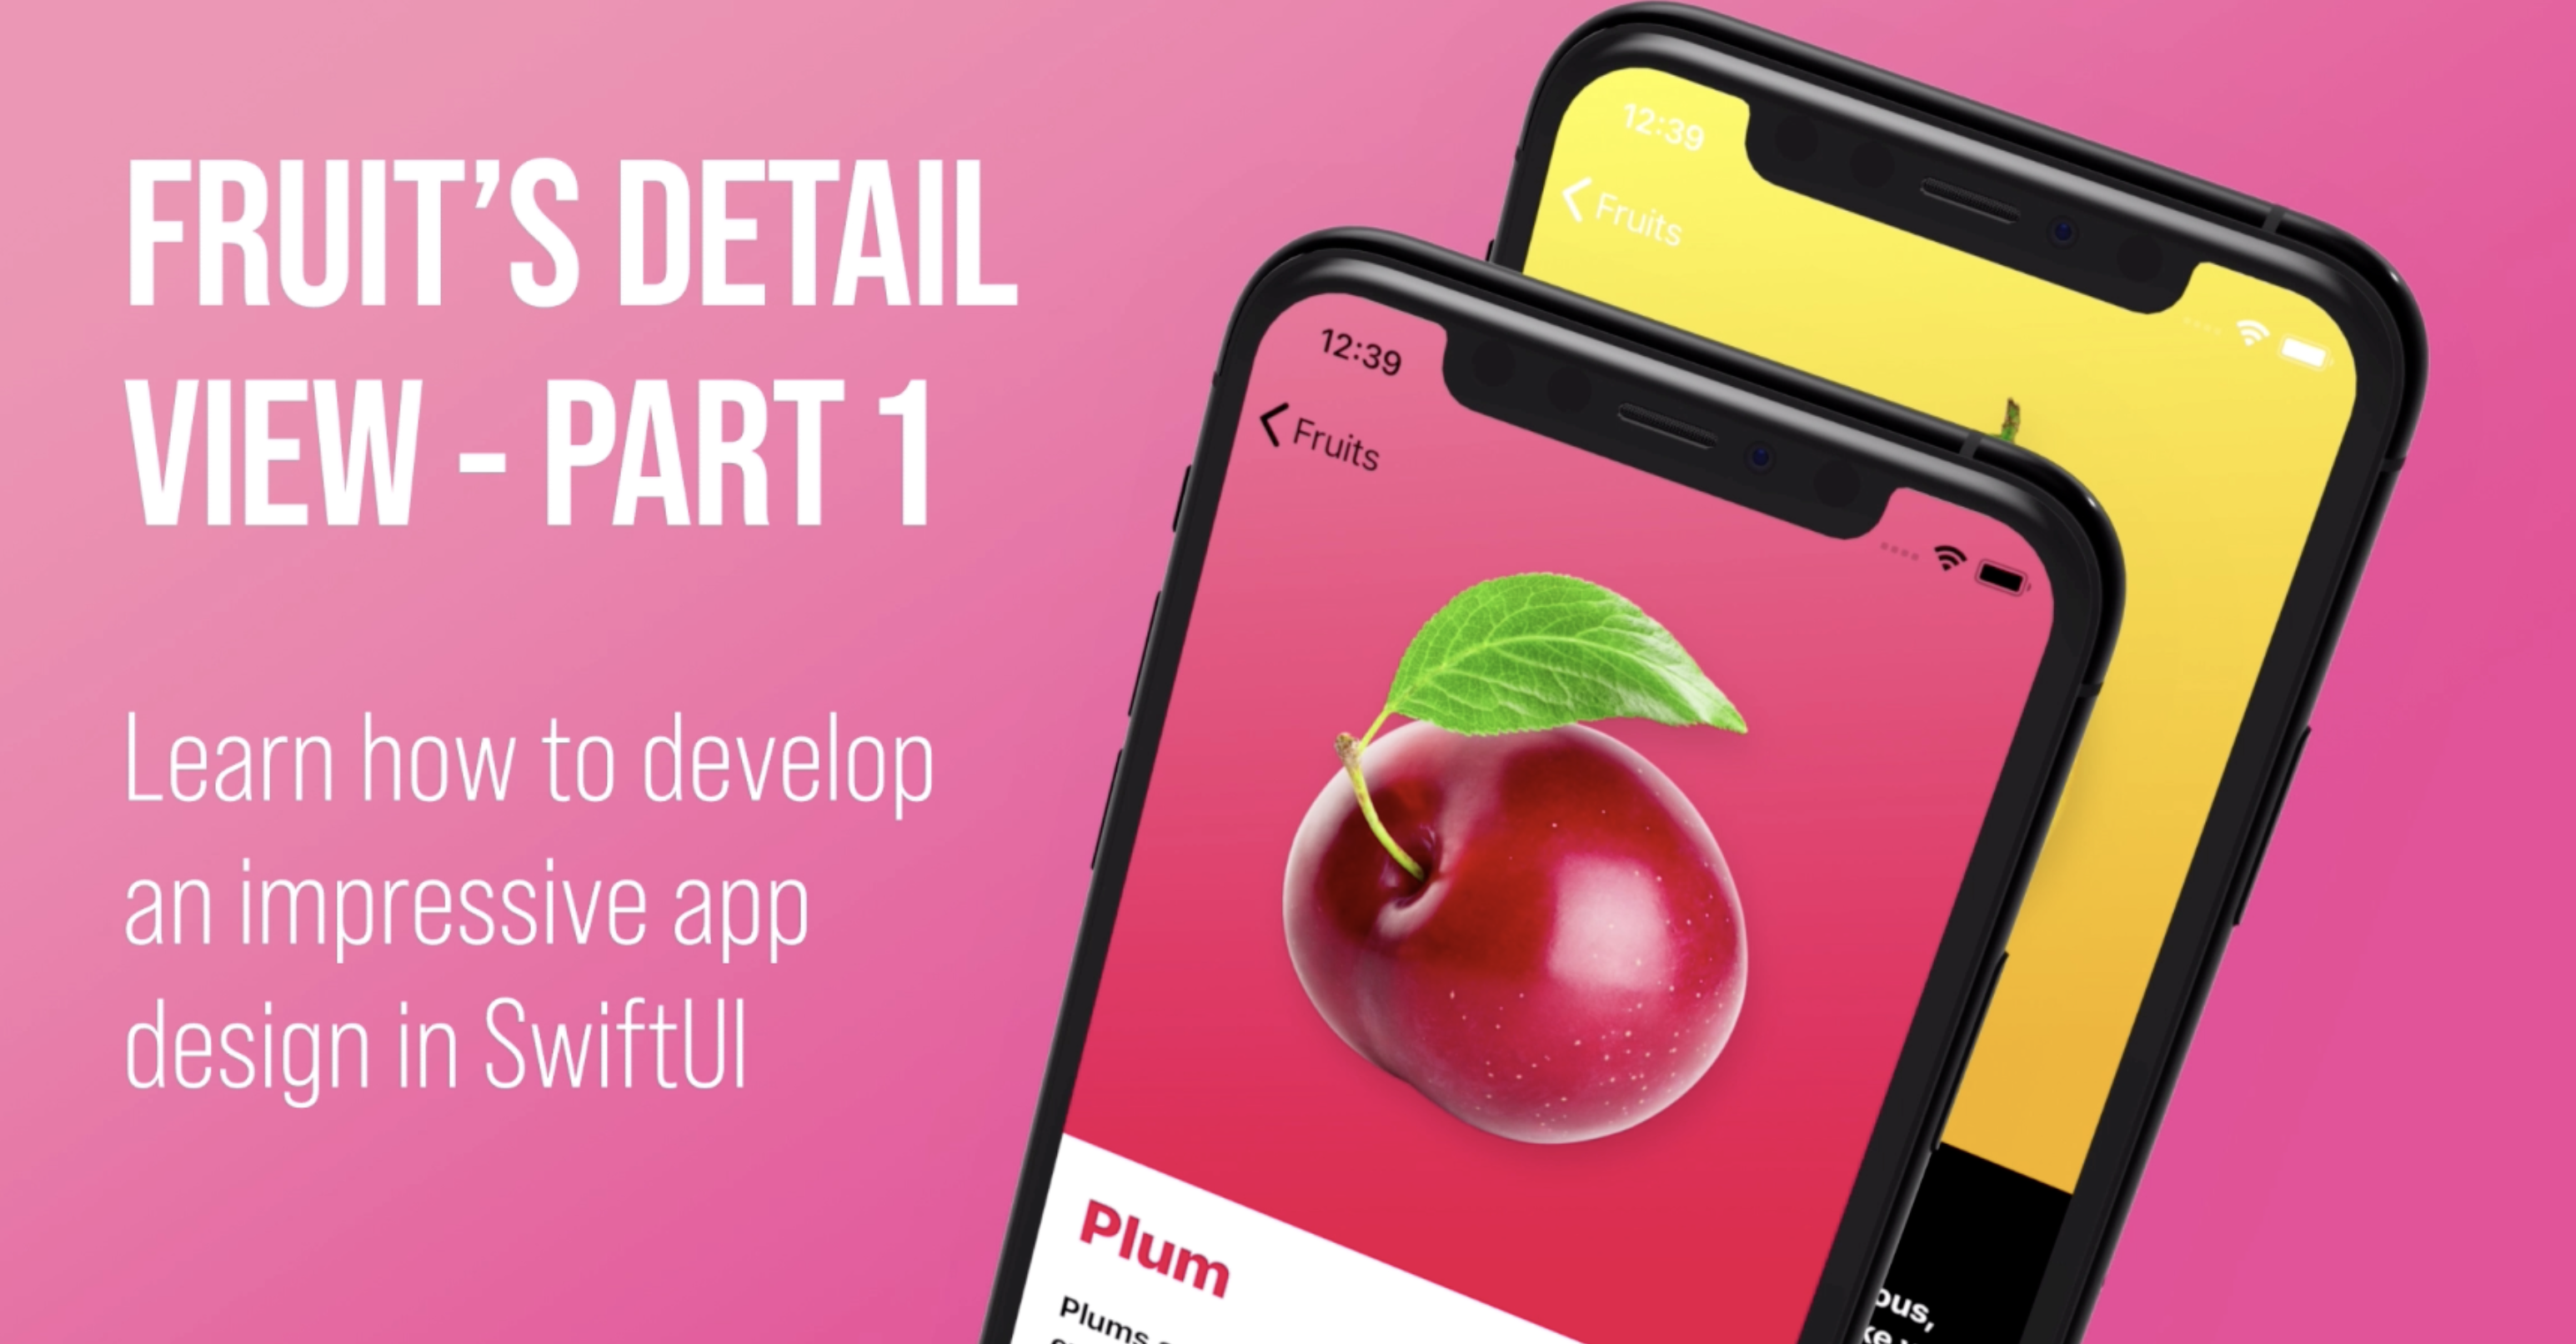 FRUIT’S DETAIL
VIEW - PART 1
Learn how to develop
an impressive app
design in SwiftUI
12:39
Fruits
12:39
Fruits
Plum
Plums